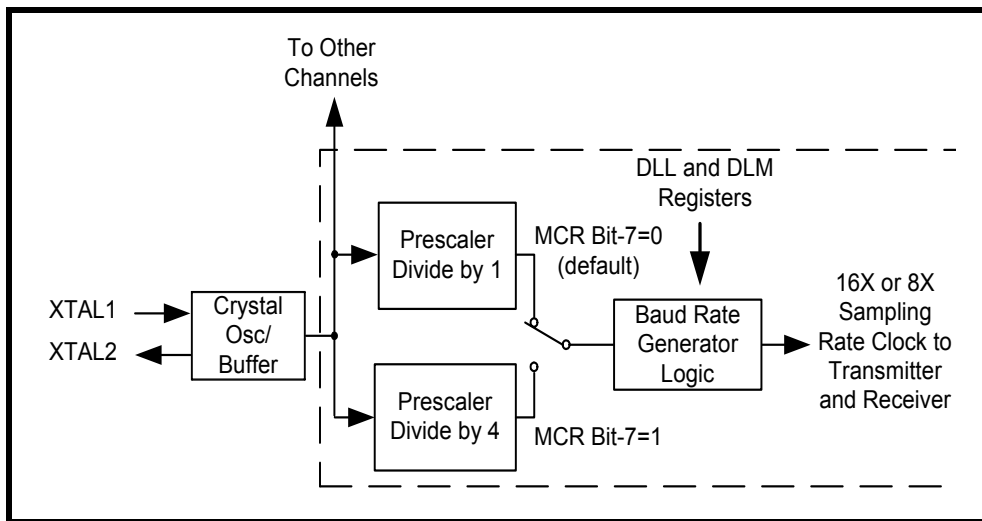 To Other
Channels
DLL and DLM
Registers
Prescaler
Divide by 1
MCR Bit-7=0
(default)
XTAL1
XTAL2
Crystal
Osc/
Buffer
Baud Rate
Generator
Logic
16X or 8X
Sampling
Rate Clock to
Transmitter
and Receiver
Prescaler
Divide by 4
MCR Bit-7=1